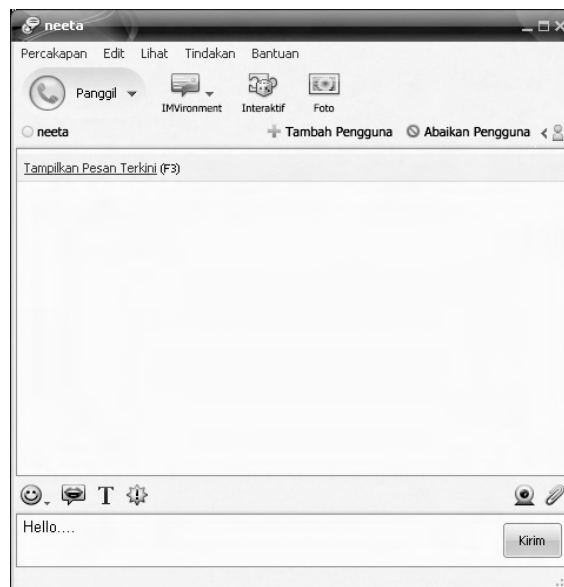 neeta
Percakapan Edit Lihat Tindakan Bantuan
Panggil
IMVironment Interaktif Foto
neeta Tambah Pengguna Abaikan Pengguna
Tampilkan Pesan Terkini (F3)
T
Hello....
Kirim